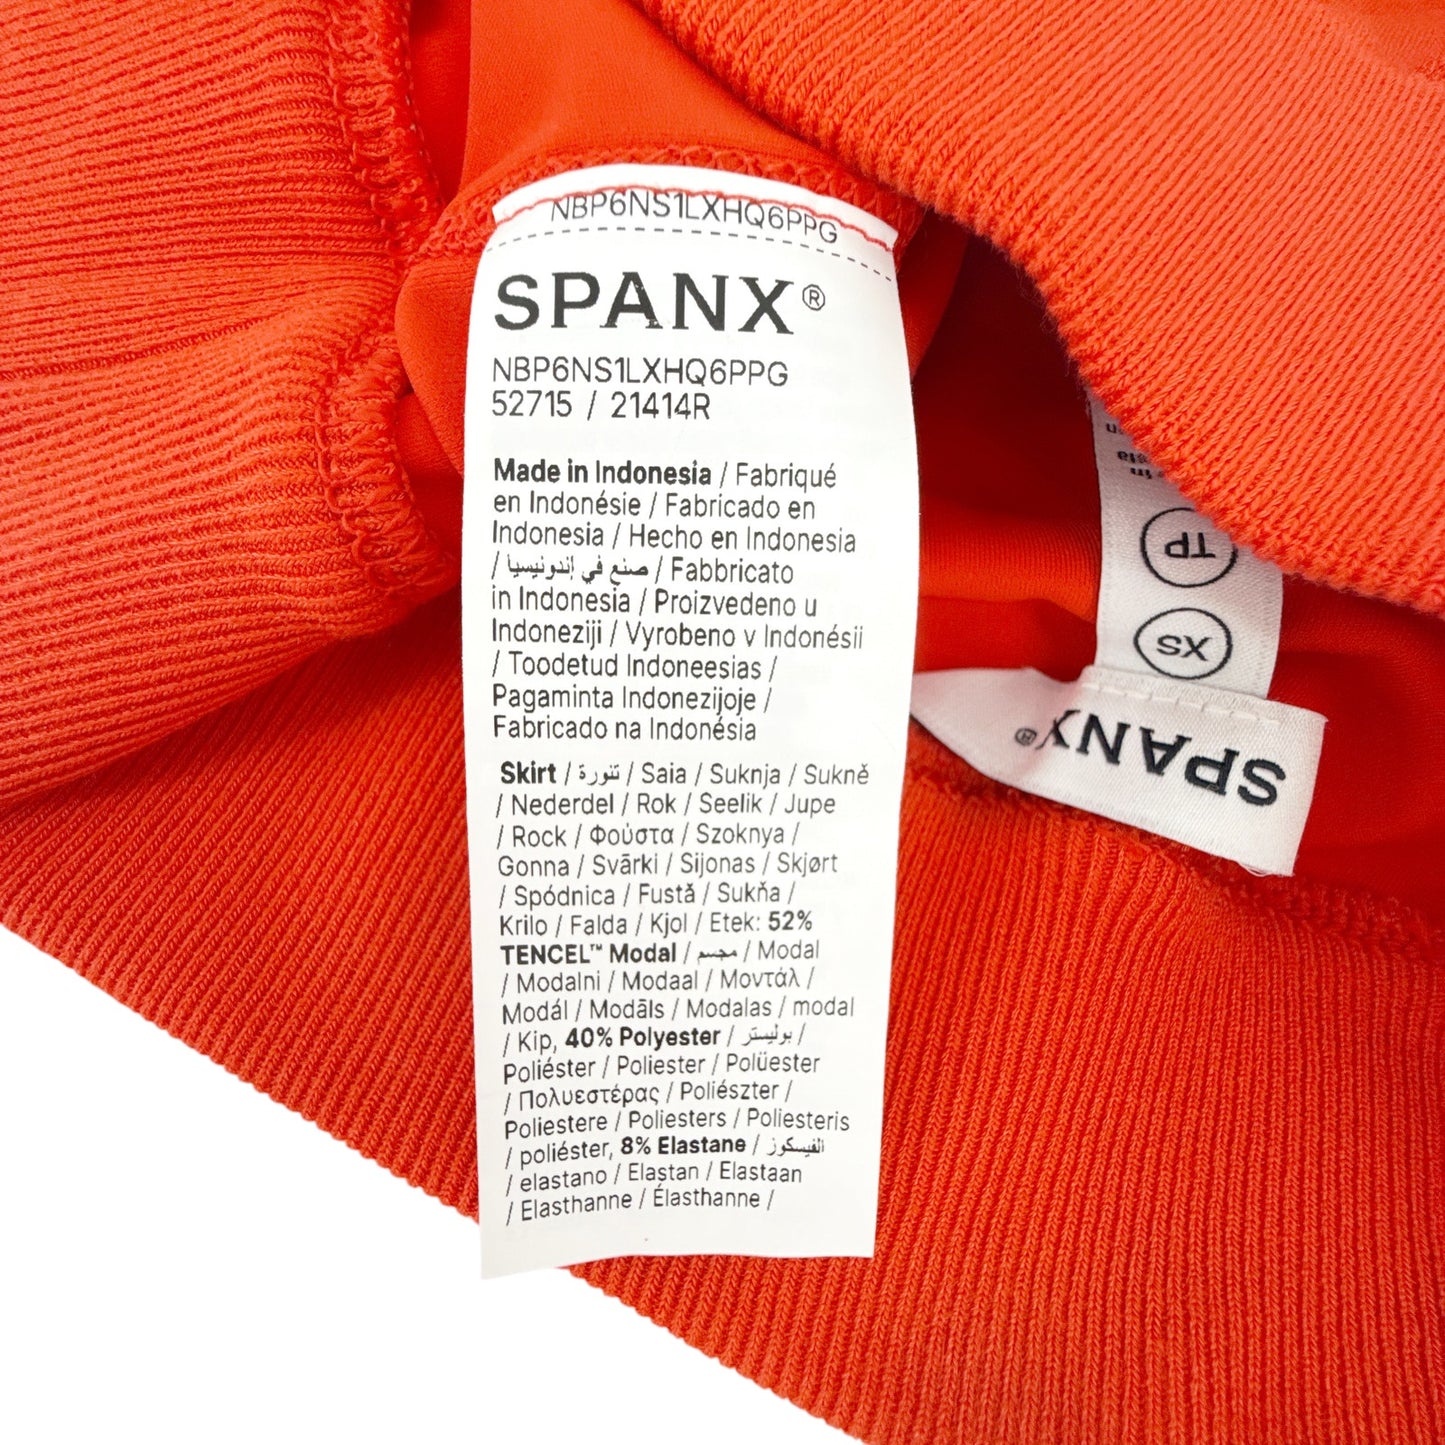 NBP6NS1LXHQ6PPG
SPANX®
NBP6NS1LXHQ6PPG
52715 / 21414R
Made in Indonesia / Fabriqué
en Indonésie / Fabricado en
Indonesia / Hecho en Indonesia
/ صنع في إندونيسيا / Fabbricato
in Indonesia / Proizvedeno u
Indoneziji / Vyrobeno v Indonésii
/ Toodetud Indoneesias /
Pagaminta Indonezijoje /
Fabricado na Indonésia
Skirt / تنورة / Saia / Suknja / Sukně
/ Nederdel / Rok / Seelik / Jupe
/ Rock / Φούστα / Szoknya /
Gonna / Svārki / Sijonas / Skjørt
/ Spódnica / Fustă / Sukňa /
Krilo / Falda / Kjol / Etek: 52%
TENCEL™ Modal / مجسم / Modal
/ Modalni / Modaal / Μοντάλ /
Modál / Modāls / Modalas / modal
/ Kip, 40% Polyester / بوليستر /
Poliéster / Poliester / Polüester
/ Πολυεστέρας / Poliészter /
Poliestere / Poliesters / Poliesteris
/ poliéster, 8% Elastane / الفيسكوز
/ elastano / Elastan / Elastaan
/ Elasthanne / Élasthanne /
SPANX®
XS
TP